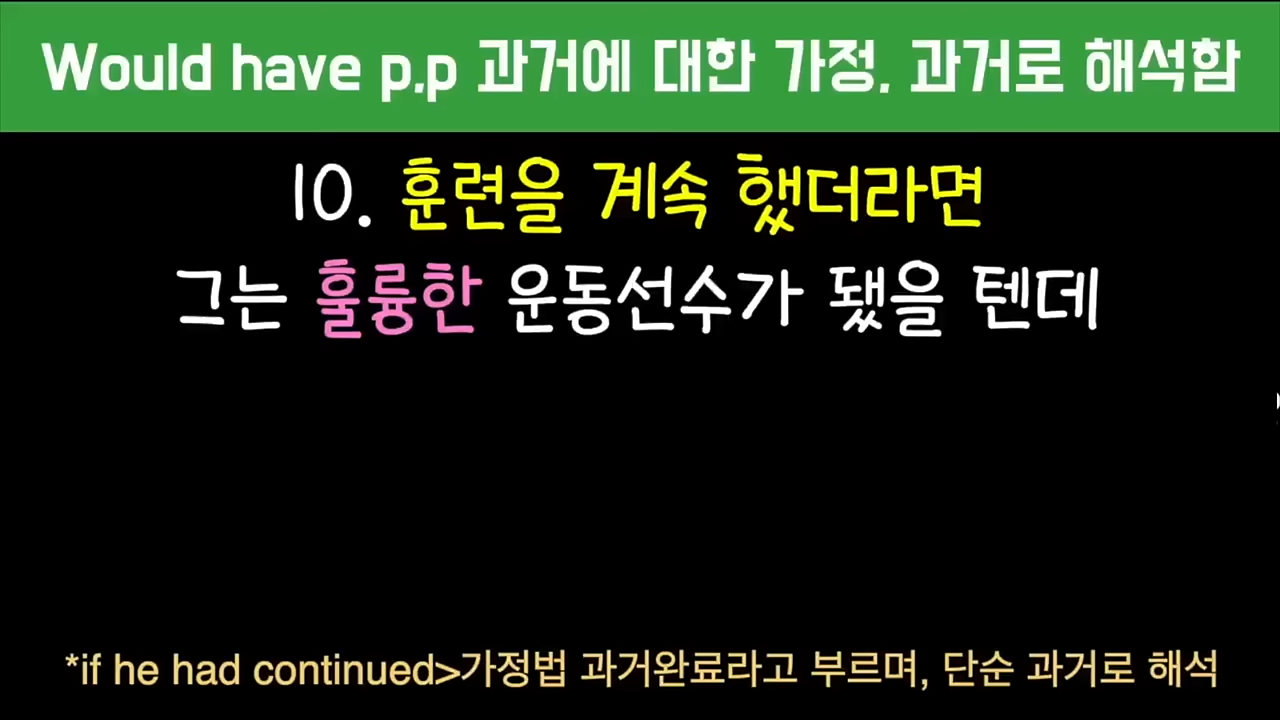 Would have p.p 과거에 대한 가정. 과거로 해석함
10. 훈련을 계속 했더라면
그는 훌륭한 운동선수가 됐을 텐데
*if he had continued>가정법 과거완료라고 부르며, 단순 과거로 해석